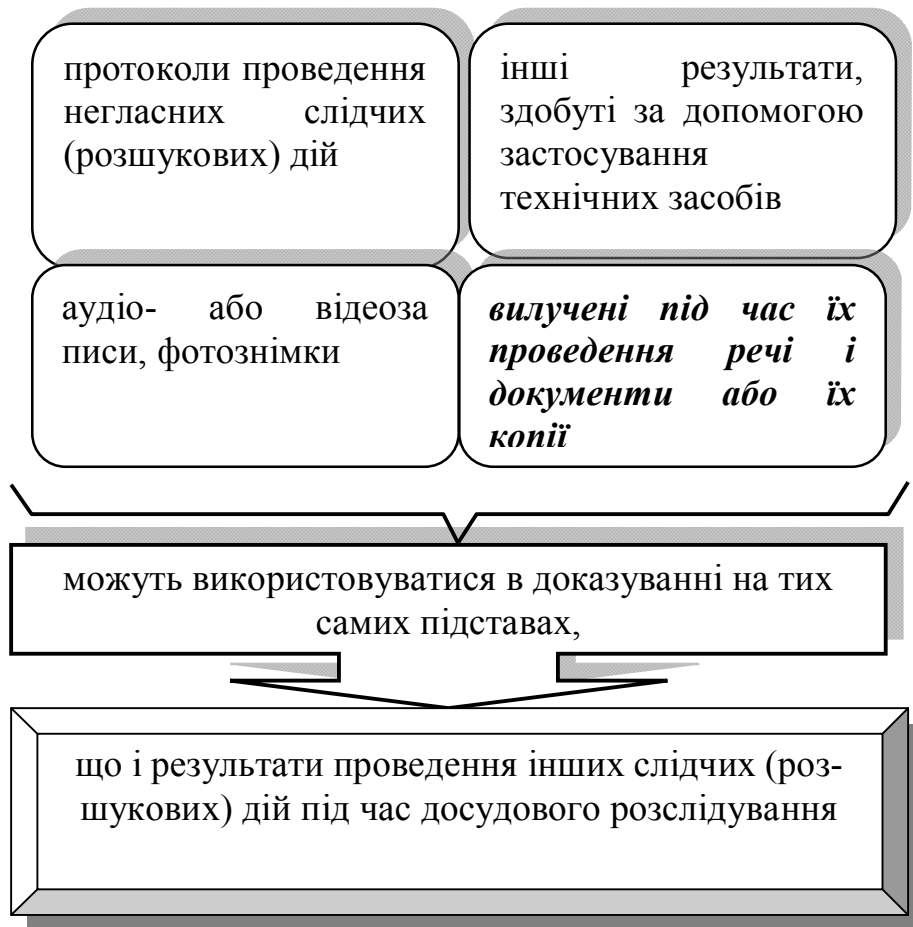 протоколи проведення
негласних слідчих
(розшукових) дій
інші результати,
здобуті за допомогою
застосування
технічних засобів
аудіо- або відеоза
писи, фотознімки
вилучені під час їх
проведення речі і
документи або їх
копії
можуть використовуватися в доказуванні на тих
самих підставах,
що і результати проведення інших слідчих (роз-
шукових) дій під час досудового розслідування